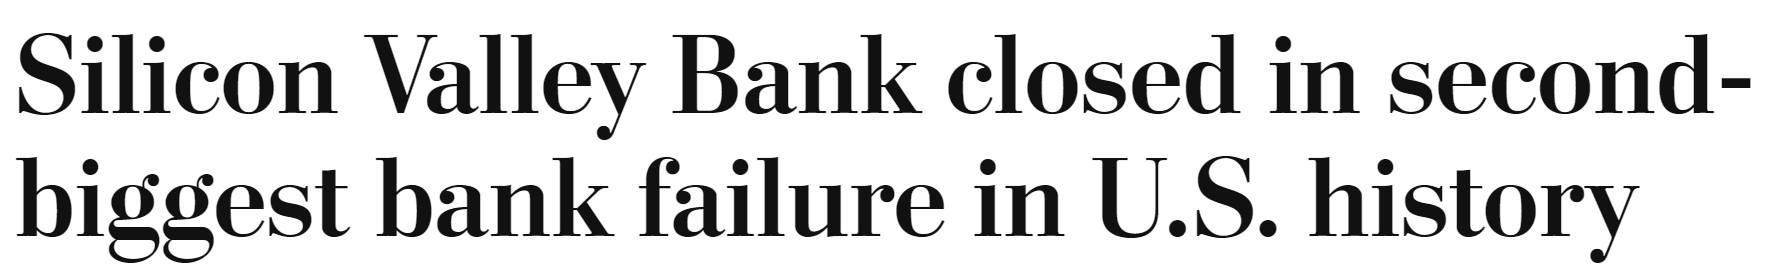 Silicon Valley Bank closed in second-
biggest bank failure in U.S. history